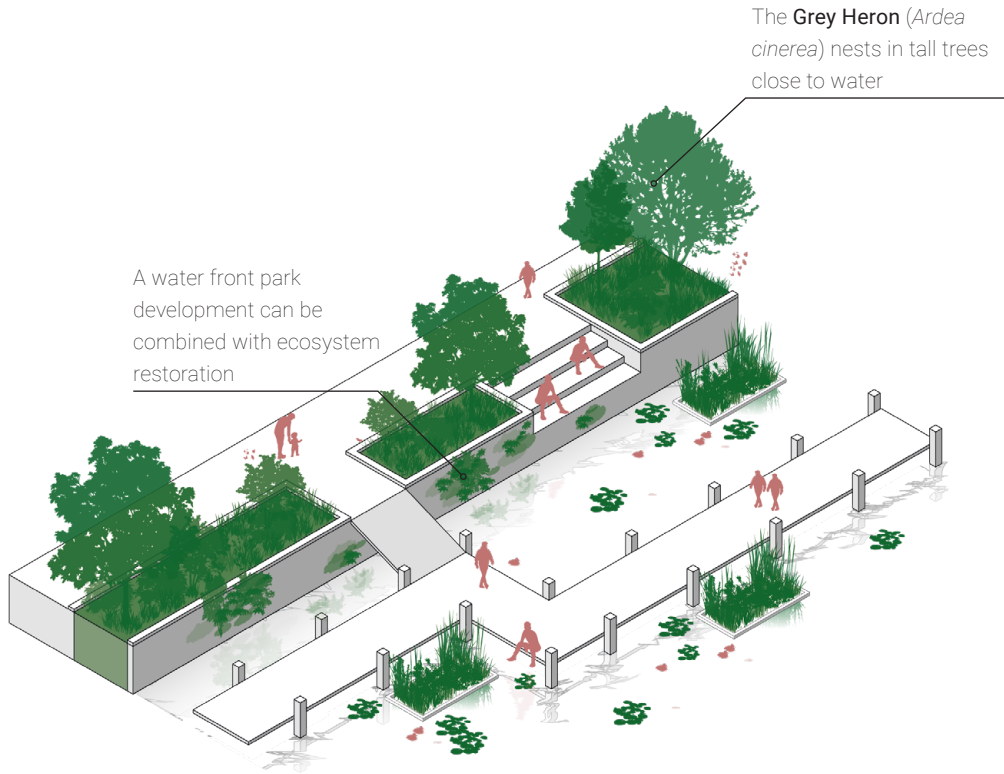 The Grey Heron (Ardea
cinerea) nests in tall trees
close to water
A water front park
development can be
combined with ecosystem
restoration